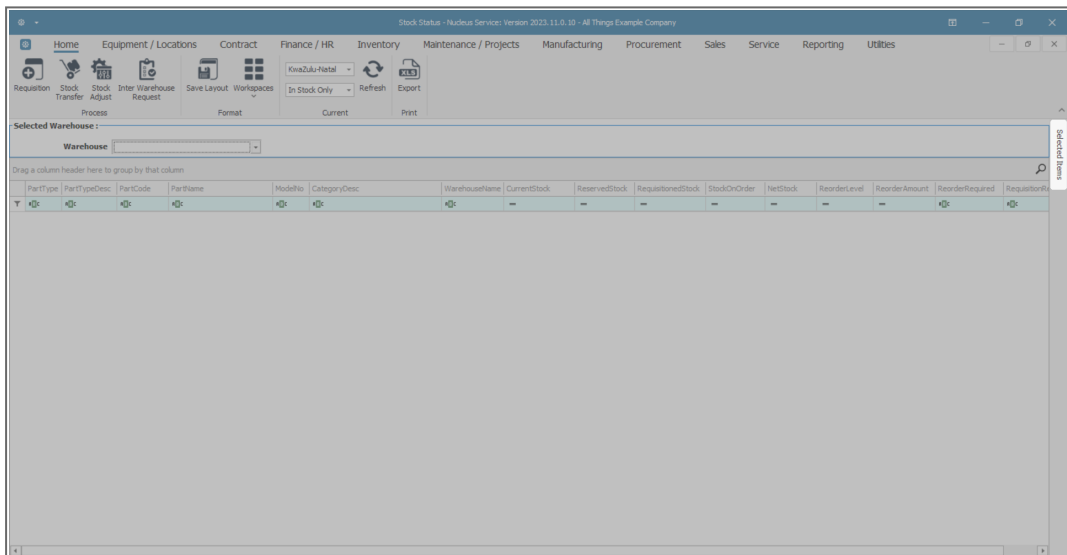 Stock Status - Nucleus Service: Version 2023.11.0.10 - All Things Example Company
Home Equipment / Locations Contract Finance / HR Inventory Maintenance / Projects Manufacturing Procurement Sales Service Reporting Utilities
Requisition Stock Transfer Stock Adjust Inter Warehouse Request Save Layout Workspaces KwaZulu-Natal In Stock Only Refresh XLS Export
Process Format Current Print
Selected Warehouse :
Warehouse
Selected Items
Drag a column header here to group by that column
PartType PartTypeDesc PartCode PartName ModelNo CategoryDesc WarehouseName CurrentStock ReservedStock RequisitionedStock StockOnOrder NetStock ReorderLevel ReorderAmount ReorderRequired RequisitionRa